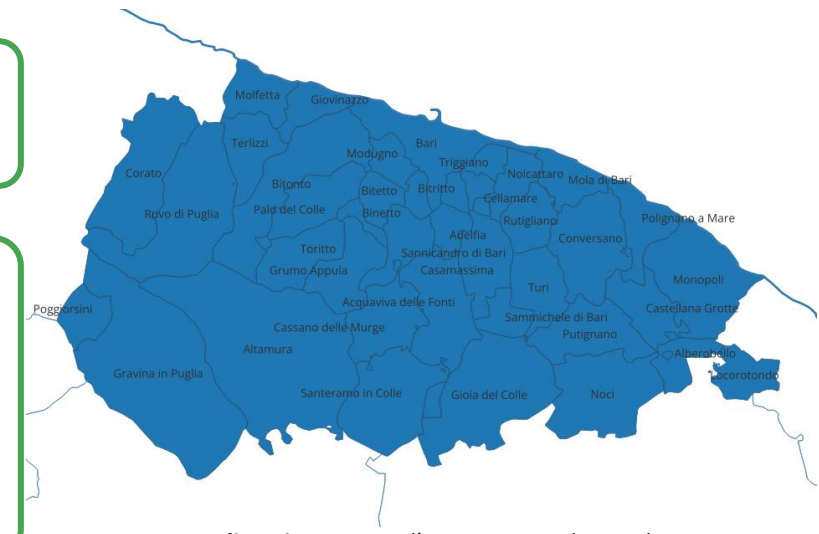 Molfetta
Giovinazzo
Terlizzi
Bari
Modugno
Triggiano
Corato
Noicattaro
Mola di Bari
Bitonto
Bitetto
Bitritto
Cellamare
Ruvo di Puglia
Palo del Colle
Binetto
Rutigliano
Polignano a Mare
Adelfia
Conversano
Toritto
Sannicandro di Bari
Grumo Appula
Casamassima
Monopoli
Turi
Poggiorsini
Acquaviva delle Fonti
Castellana Grotte
Sammichele di Bari
Cassano delle Murge
Putignano
Altamura
Alberobello
Gravina in Puglia
Locorotondo
Santeramo in Colle
Gioia del Colle
Noci